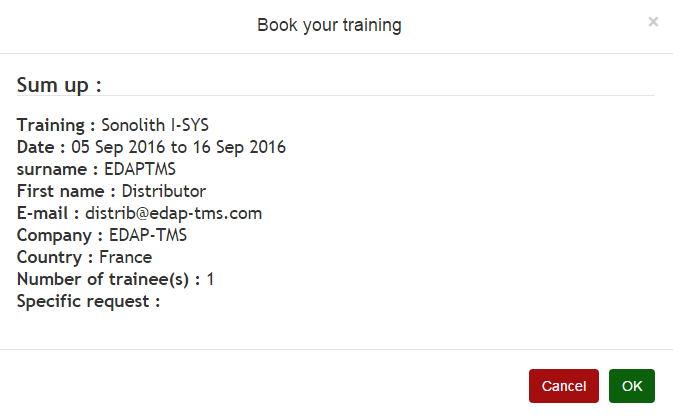 Book your training
×
Sum up :
Training : Sonolith I-SYS
Date : 05 Sep 2016 to 16 Sep 2016
surname : EDAPTMS
First name : Distributor
E-mail : distrib@edap-tms.com
Company : EDAP-TMS
Country : France
Number of trainee(s) : 1
Specific request :
Cancel OK